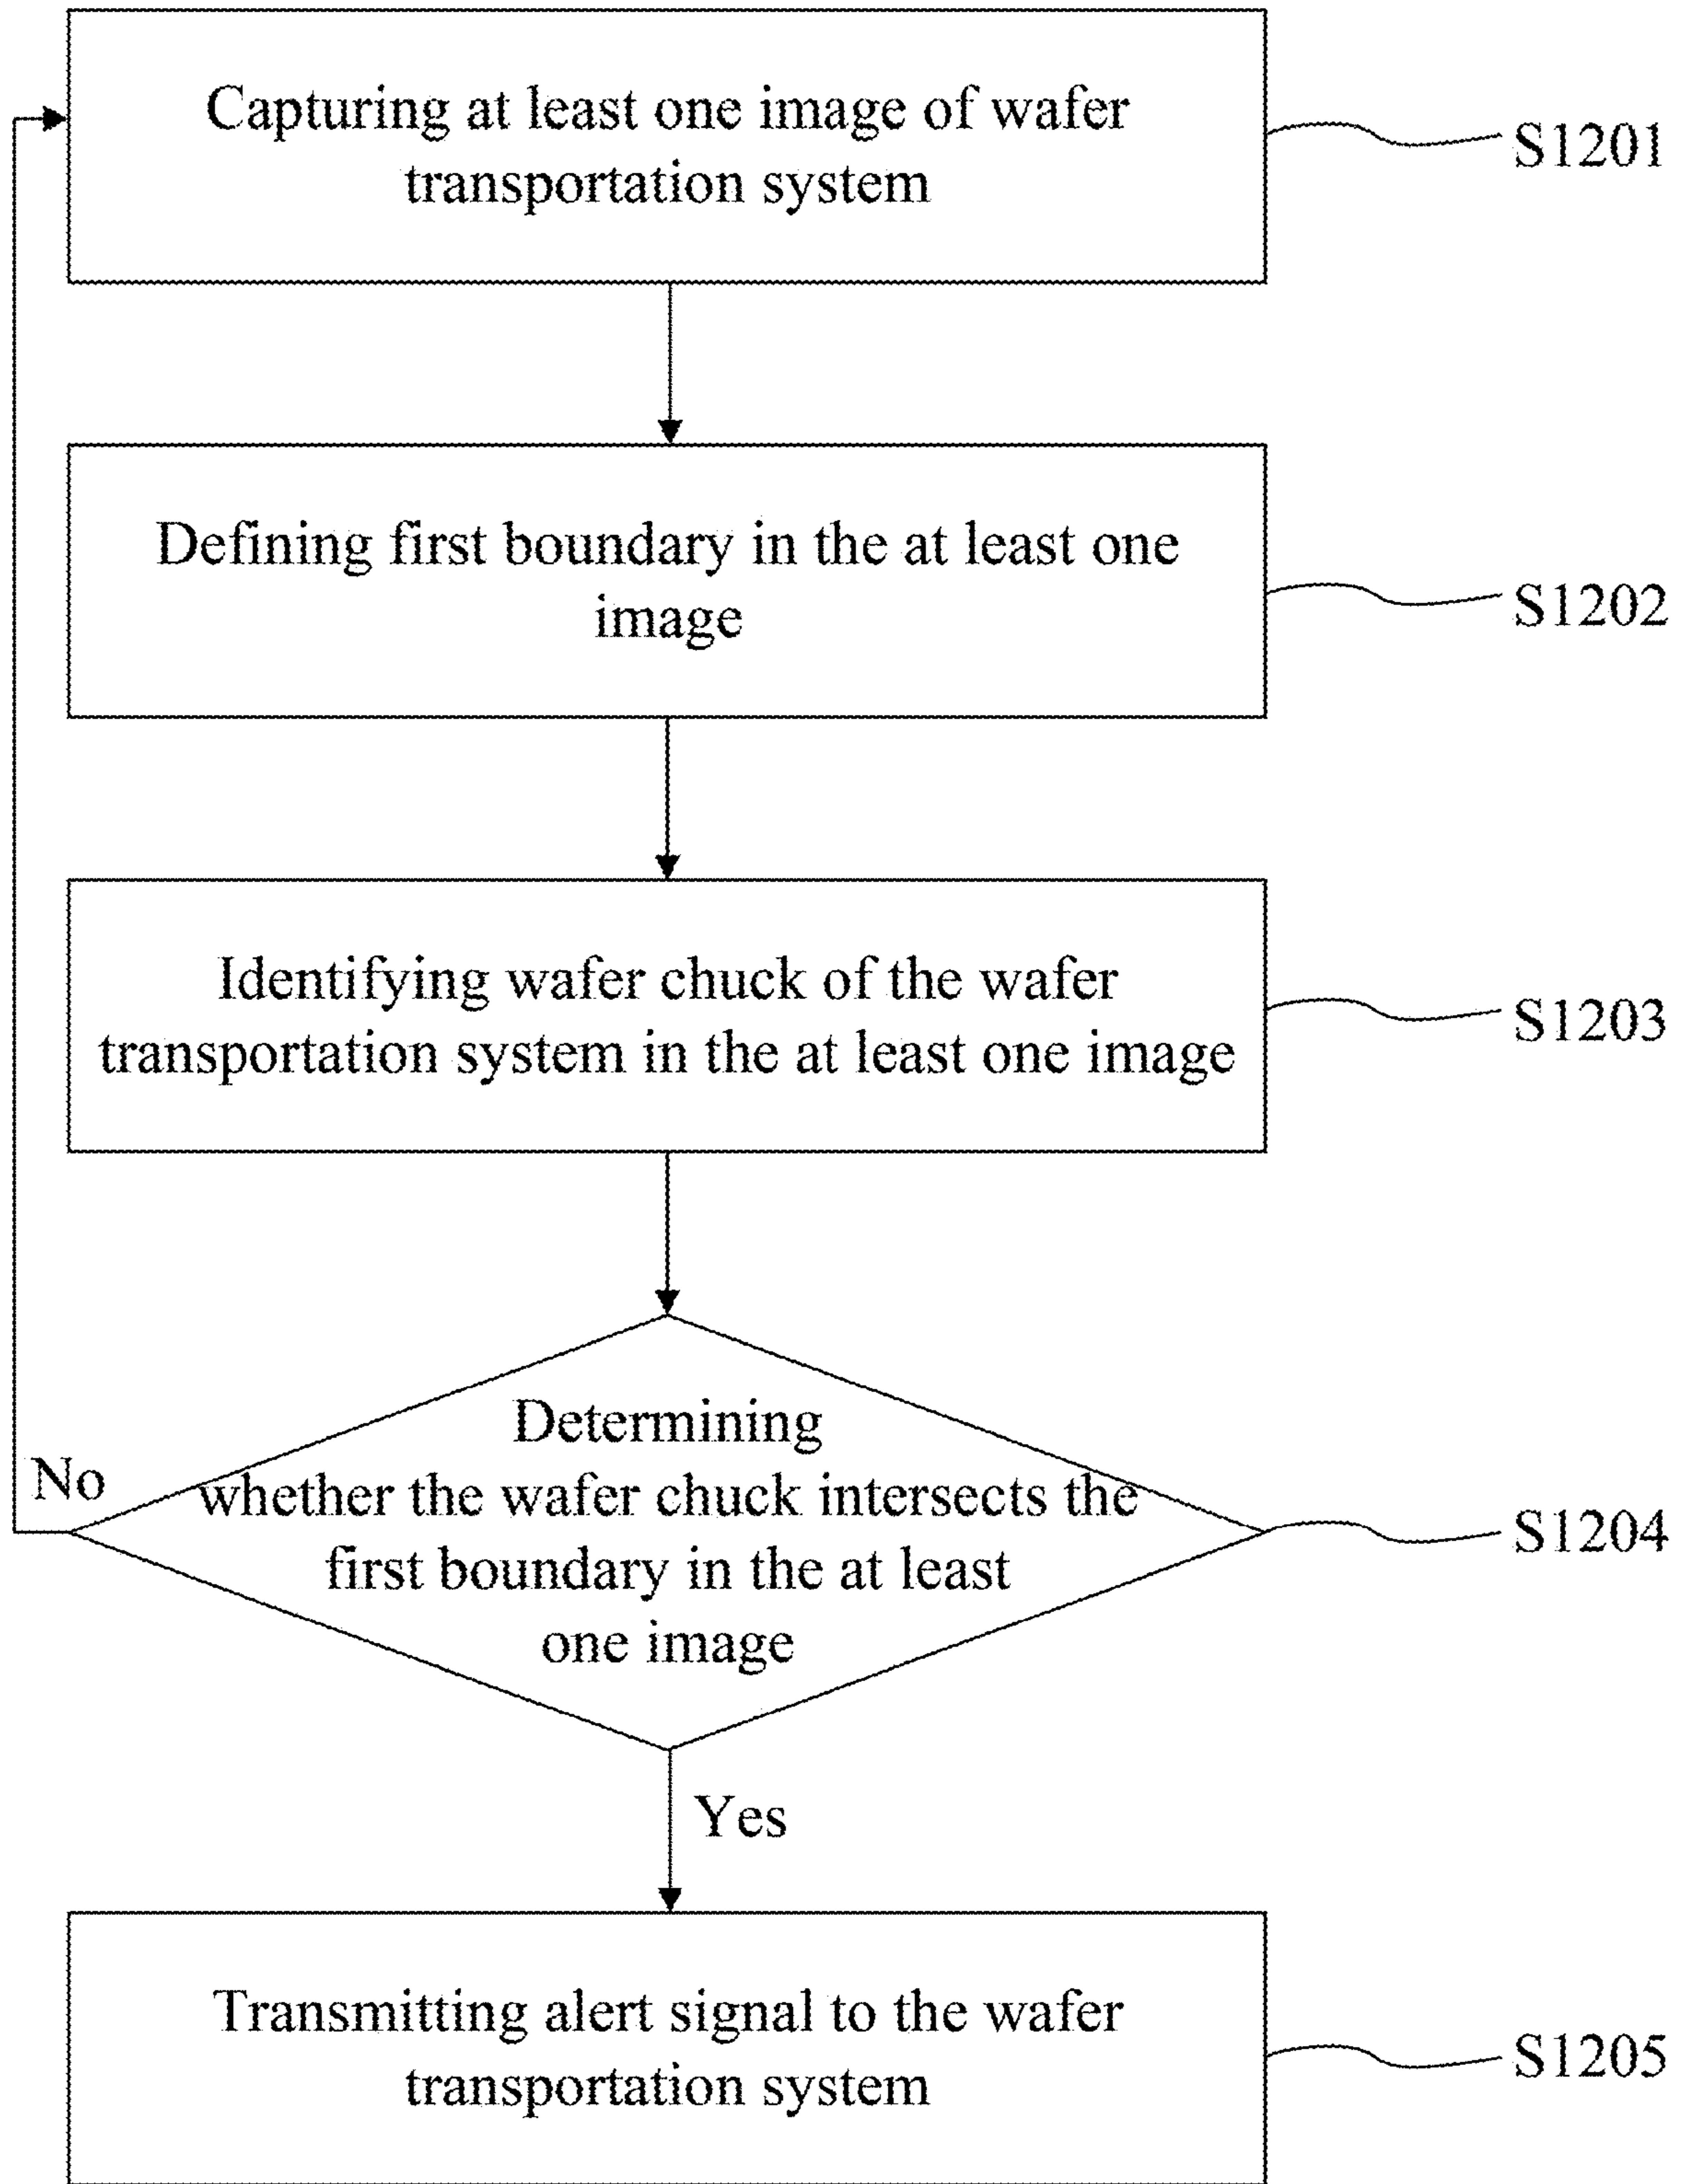 Capturing at least one image of wafer
transportation system
S1201
Defining first boundary in the at least one
image
S1202
Identifying wafer chuck of the wafer
transportation system in the at least one image
S1203
Determining
whether the wafer chuck intersects the
first boundary in the at least
one image
No
S1204
Yes
Transmitting alert signal to the wafer
transportation system
S1205